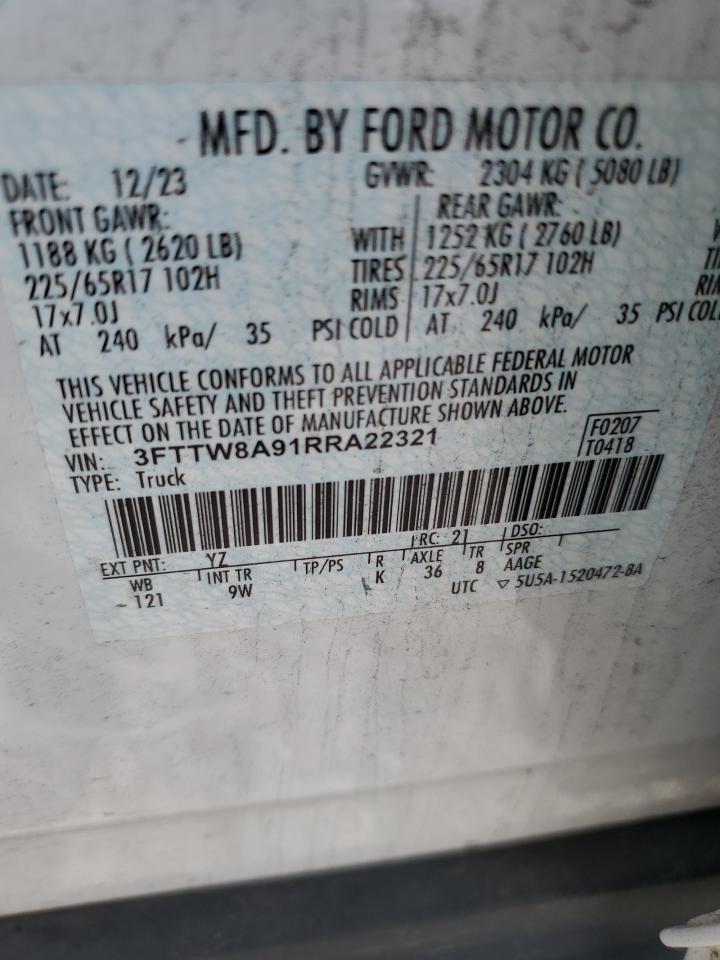 MFD. BY FORD MOTOR CO.
DATE: 12/23 GVWR: 2304 KG ( 5080 LB)
FRONT GAWR: REAR GAWR:
1188 KG ( 2620 LB) WITH 1252 KG ( 2760 LB)
225/65R17 102H TIRES 225/65R17 102H
17x7.0J RIMS 17x7.0J
AT 240 kPa/ 35 PSI COLD AT 240 kPa/ 35 PSI COL
THIS VEHICLE CONFORMS TO ALL APPLICABLE FEDERAL MOTOR
VEHICLE SAFETY AND THEFT PREVENTION STANDARDS IN
EFFECT ON THE DATE OF MANUFACTURE SHOWN ABOVE.
VIN: 3FTTW8A91RRA22321 F0207
TYPE: Truck T0418
EXT PNT: YZ RC: 21 DSO:
WB INT TR TP/PS R AXLE TR SPR
121 9W K 36 8 AAGE
UTC ▽ 5U5A-1520472-BA